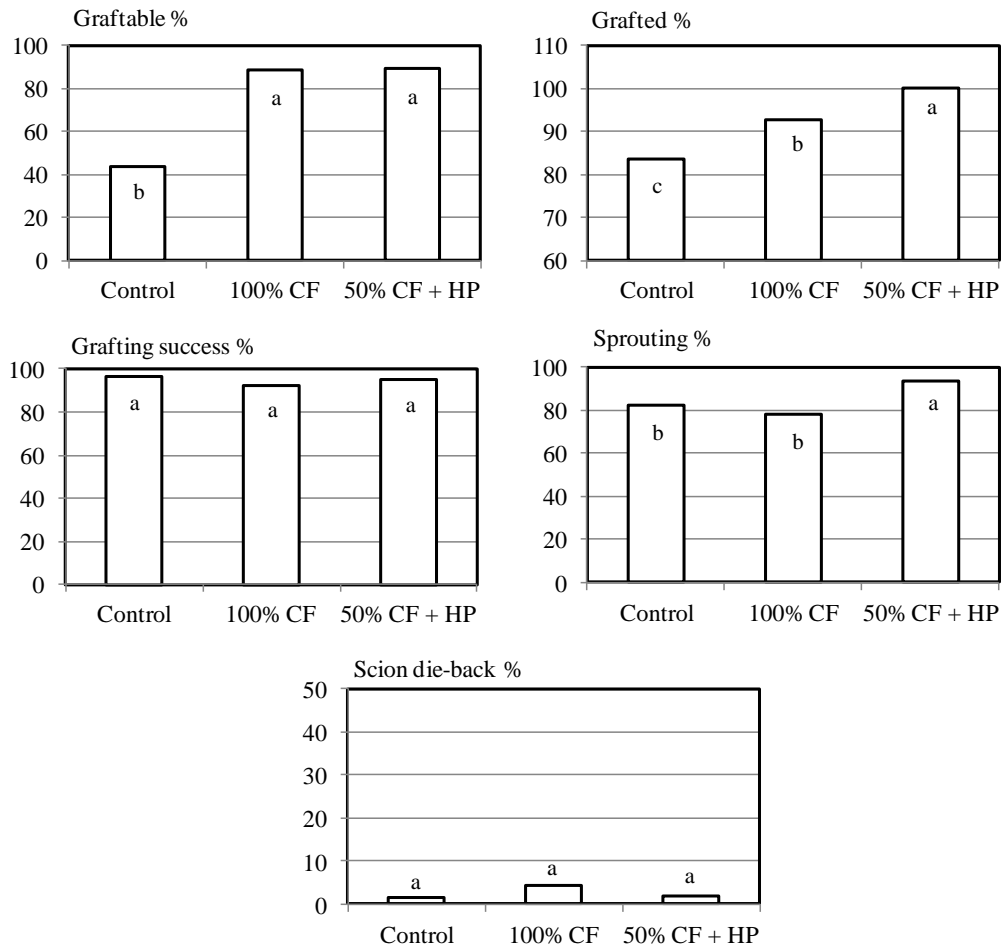 Graftable %
100
80
60
40
20
0
b
a
a
Control 100% CF 50% CF + HP
Grafted %
110
100
90
80
70
60
c
b
a
Control 100% CF 50% CF + HP
Grafting success %
100
80
60
40
20
0
a
a
a
Control 100% CF 50% CF + HP
Sprouting %
100
80
60
40
20
0
b
b
a
Control 100% CF 50% CF + HP
Scion die-back %
50
40
30
20
10
0
a
a
a
Control 100% CF 50% CF + HP